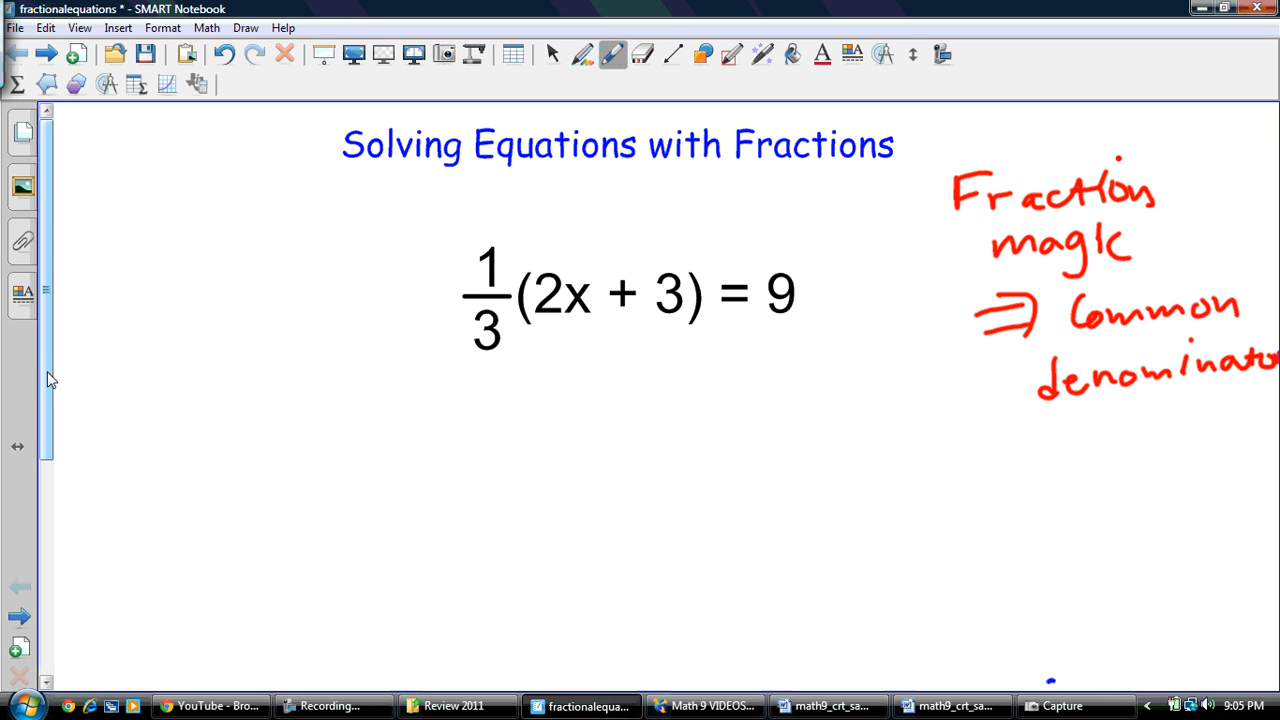 fractionalequations * - SMART Notebook
File Edit View Insert Format Math Draw Help
Solving Equations with Fractions
Fraction
magic
⇒ Common
denominator
1/3(2x + 3) = 9
YouTube - Bro... Recording... Review 2011 fractionalequa... Math 9 VIDEOS... math9_crt_sa... math9_crt_sa... Capture 9:05 PM